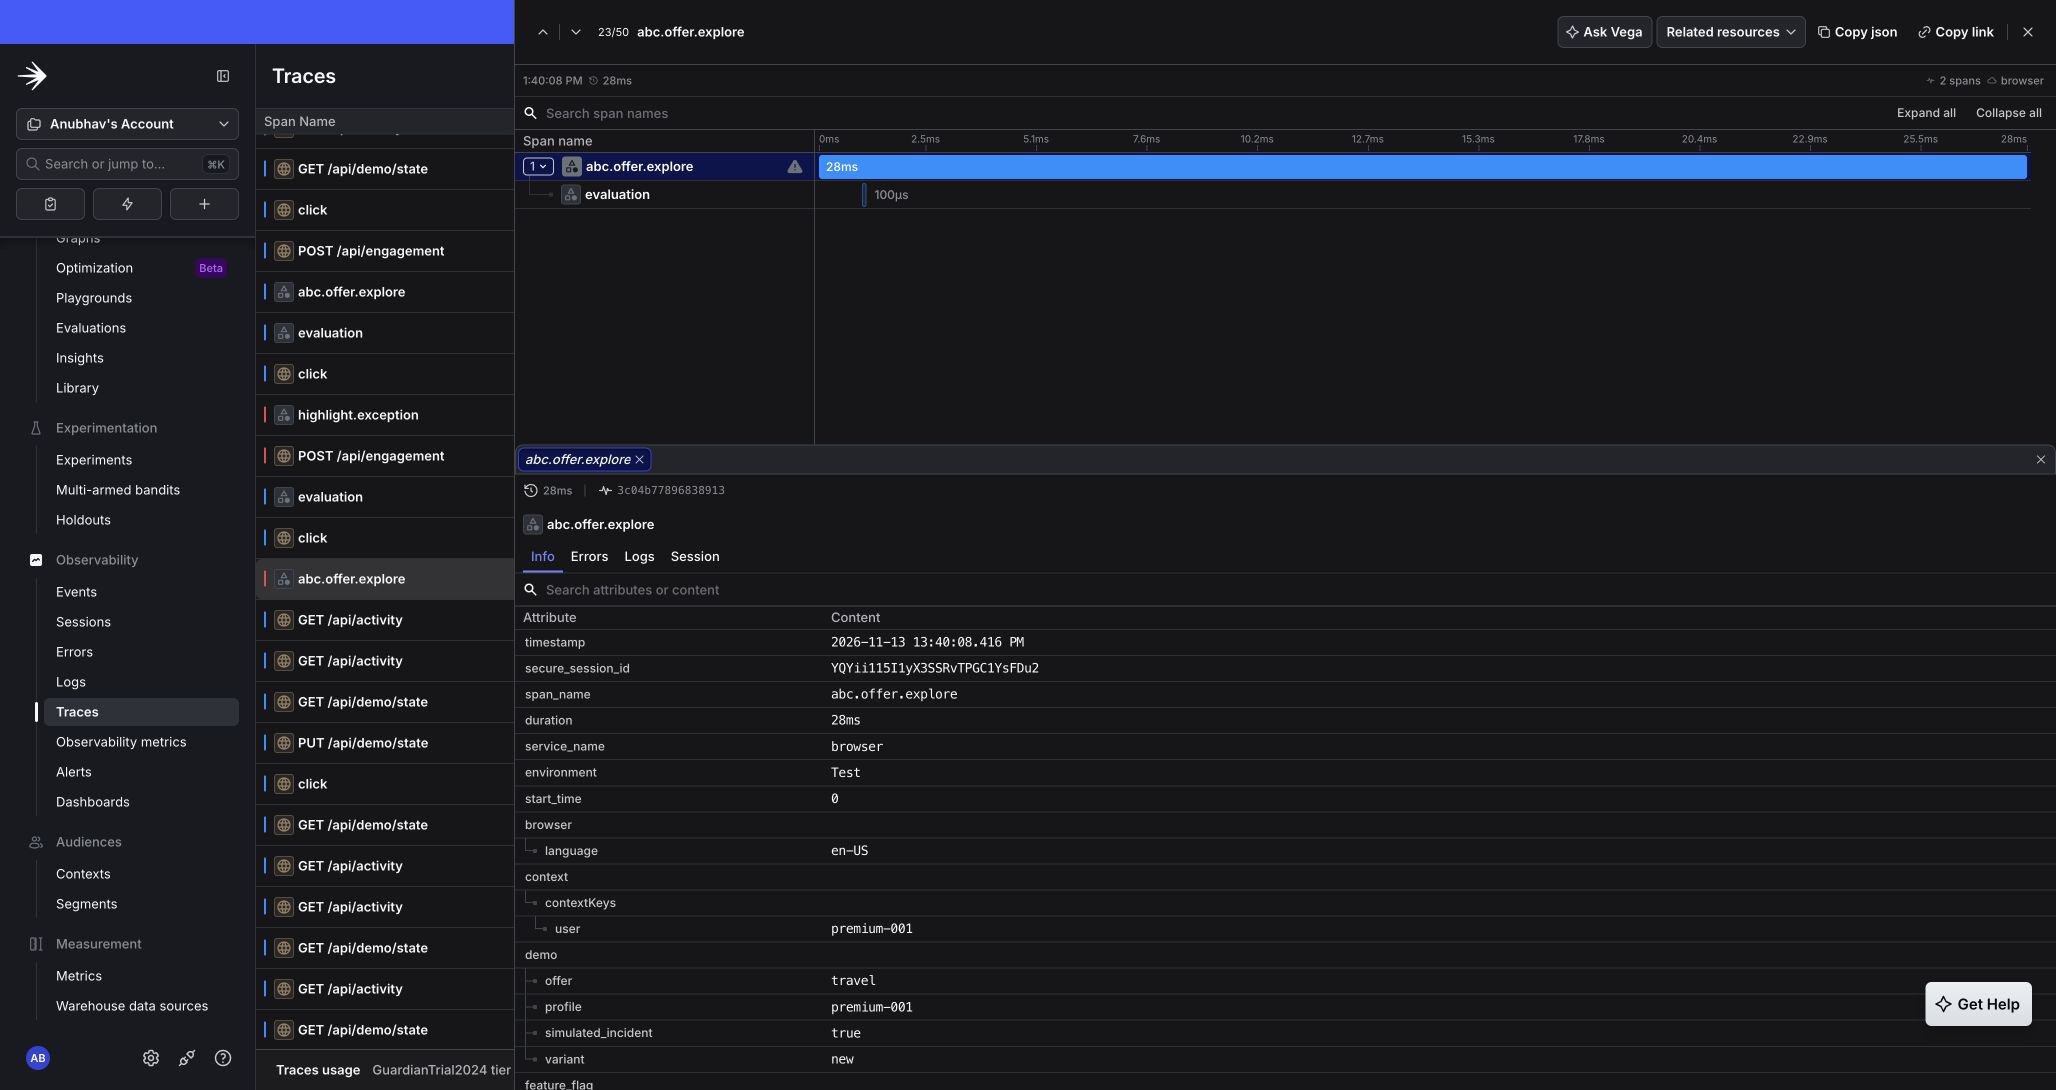 23/50 abc.offer.explore
Ask Vega
Related resources
Copy json
Copy link
Anubhav's Account
Search or jump to...
⌘K
Graphs
Optimization Beta
Playgrounds
Evaluations
Insights
Library
Experimentation
Experiments
Multi-armed bandits
Holdouts
Observability
Events
Sessions
Errors
Logs
Traces
Observability metrics
Alerts
Dashboards
Audiences
Contexts
Segments
Measurement
Metrics
Warehouse data sources
AB
Traces
Span Name
GET /api/demo/state
click
POST /api/engagement
abc.offer.explore
evaluation
click
highlight.exception
POST /api/engagement
evaluation
click
abc.offer.explore
GET /api/activity
GET /api/activity
GET /api/demo/state
PUT /api/demo/state
click
GET /api/demo/state
GET /api/activity
GET /api/activity
GET /api/demo/state
GET /api/activity
GET /api/demo/state
Traces usage GuardianTrial2024 tier
1:40:08 PM 28ms
2 spans browser
Search span names
Expand all Collapse all
Span name
0ms 2.5ms 5.1ms 7.6ms 10.2ms 12.7ms 15.3ms 17.8ms 20.4ms 22.9ms 25.5ms 28ms
1 abc.offer.explore 28ms
evaluation 100μs
abc.offer.explore
28ms 3c04b77896838913
abc.offer.explore
Info Errors Logs Session
Search attributes or content
Attribute Content
timestamp 2026-11-13 13:40:08.416 PM
secure_session_id YQYii115I1yX3SSRvTPGC1YsFDu2
span_name abc.offer.explore
duration 28ms
service_name browser
environment Test
start_time 0
browser
language en-US
context
contextKeys
user premium-001
demo
offer travel
profile premium-001
simulated_incident true
variant new
feature_flag
Get Help